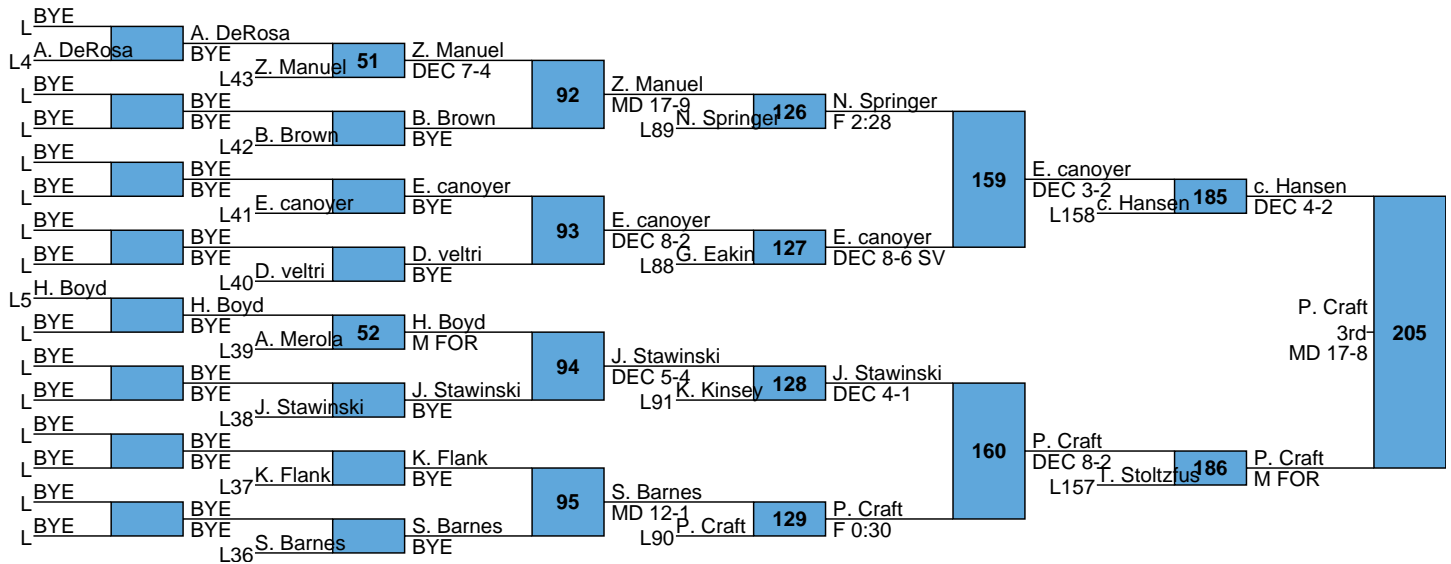 BYE
L
A. DeRosa
L4
A. DeRosa
BYE
Z. Manuel
L43
51
Z. Manuel
DEC 7-4
BYE
L
BYE
L
BYE
BYE
B. Brown
L42
B. Brown
BYE
92
Z. Manuel
MD 17-9
N. Springer
L89
126
N. Springer
F 2:28
BYE
L
BYE
L
BYE
BYE
E. canoyer
L41
E. canoyer
BYE
BYE
L
BYE
L
BYE
BYE
D. veltri
L40
D. veltri
BYE
93
E. canoyer
DEC 8-2
G. Eakin
L88
127
E. canoyer
DEC 8-6 SV
159
E. canoyer
DEC 3-2
c. Hansen
L158
185
c. Hansen
DEC 4-2
H. Boyd
L5
BYE
L
H. Boyd
BYE
A. Merola
L39
52
H. Boyd
M FOR
BYE
L
BYE
L
BYE
BYE
J. Stawinski
L38
J. Stawinski
BYE
94
J. Stawinski
DEC 5-4
K. Kinsey
L91
128
J. Stawinski
DEC 4-1
BYE
L
BYE
L
BYE
BYE
K. Flank
L37
K. Flank
BYE
BYE
L
BYE
L
BYE
BYE
S. Barnes
L36
S. Barnes
BYE
95
S. Barnes
MD 12-1
P. Craft
L90
129
P. Craft
F 0:30
160
P. Craft
DEC 8-2
T. Stoltzfus
L157
186
P. Craft
M FOR
205
P. Craft
3rd
MD 17-8